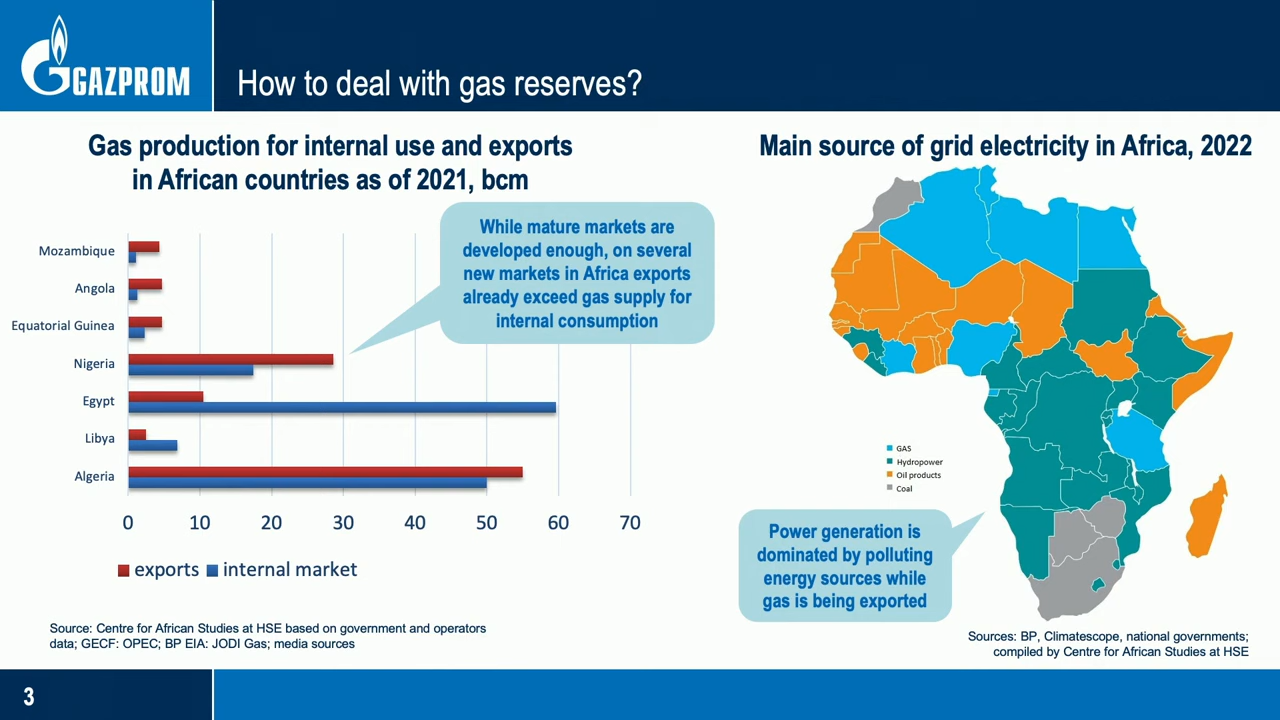 GAZPROM
How to deal with gas reserves?
Gas production for internal use and exports
in African countries as of 2021, bcm
Mozambique
Angola
Equatorial Guinea
Nigeria
Egypt
Libya
Algeria
0 10 20 30 40 50 60 70
exports internal market
While mature markets are
developed enough, on several
new markets in Africa exports
already exceed gas supply for
internal consumption
Source: Centre for African Studies at HSE based on government and operators
data; GECF: OPEC; BP EIA: JODI Gas; media sources
Main source of grid electricity in Africa, 2022
GAS
Hydropower
Oil products
Coal
Power generation is
dominated by polluting
energy sources while
gas is being exported
Sources: BP, Climatescope, national governments;
compiled by Centre for African Studies at HSE
3